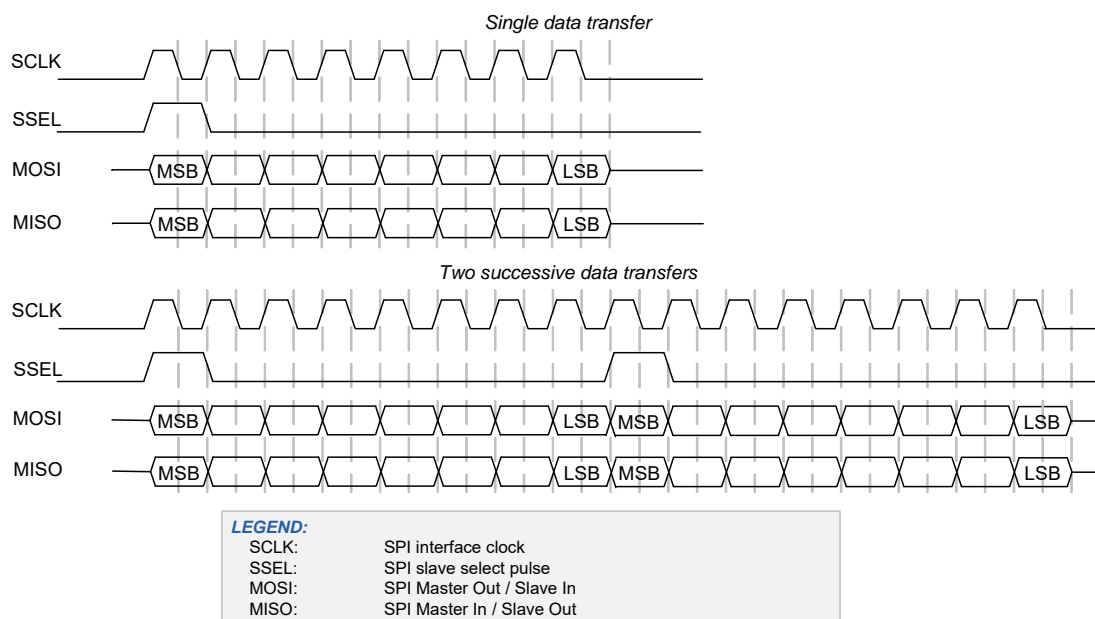 Single data transfer
SCLK
SSEL
MOSI MSB LSB
MISO MSB LSB
Two successive data transfers
SCLK
SSEL
MOSI MSB LSB MSB LSB
MISO MSB LSB MSB LSB
LEGEND:
SCLK: SPI interface clock
SSEL: SPI slave select pulse
MOSI: SPI Master Out / Slave In
MISO: SPI Master In / Slave Out